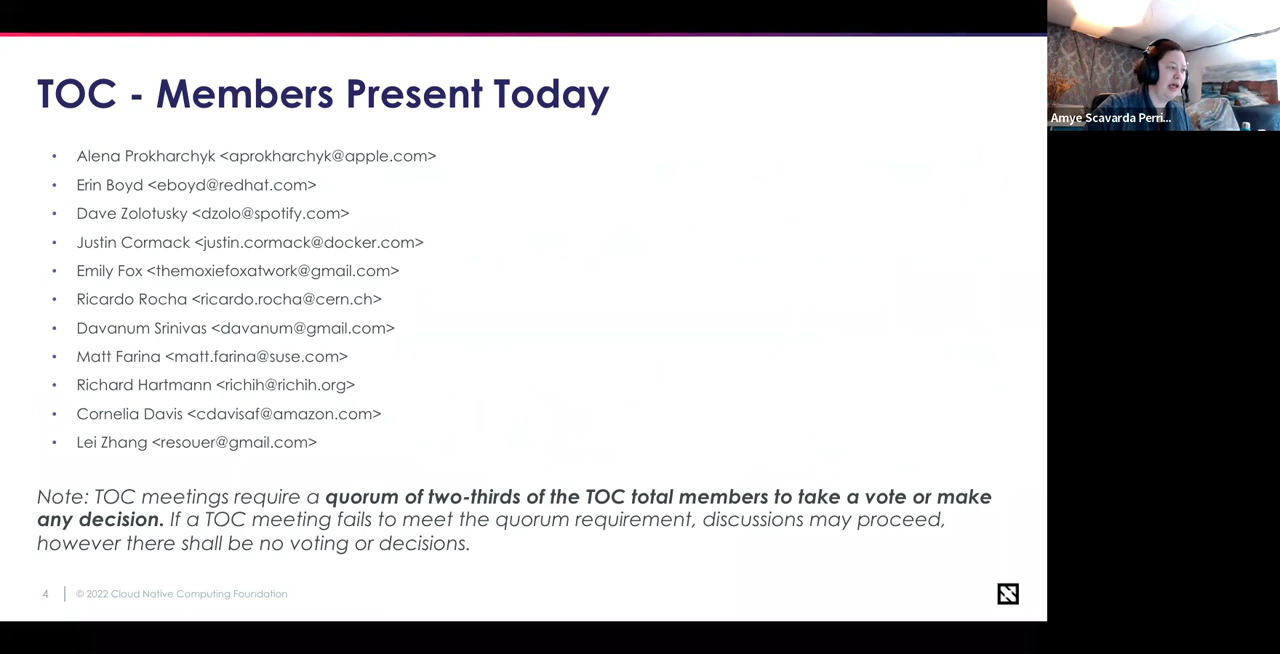 TOC - Members Present Today
• Alena Prokharchyk <aprokharchyk@apple.com>
• Erin Boyd <eboyd@redhat.com>
• Dave Zolotusky <dzolo@spotify.com>
• Justin Cormack <justin.cormack@docker.com>
• Emily Fox <themoxiefoxatwork@gmail.com>
• Ricardo Rocha <ricardo.rocha@cern.ch>
• Davanum Srinivas <davanum@gmail.com>
• Matt Farina <matt.farina@suse.com>
• Richard Hartmann <richih@richih.org>
• Cornelia Davis <cdavisaf@amazon.com>
• Lei Zhang <resouer@gmail.com>
Note: TOC meetings require a quorum of two-thirds of the TOC total members to take a vote or make
any decision. If a TOC meeting fails to meet the quorum requirement, discussions may proceed,
however there shall be no voting or decisions.
4 © 2022 Cloud Native Computing Foundation
Amye Scavarda Perri...